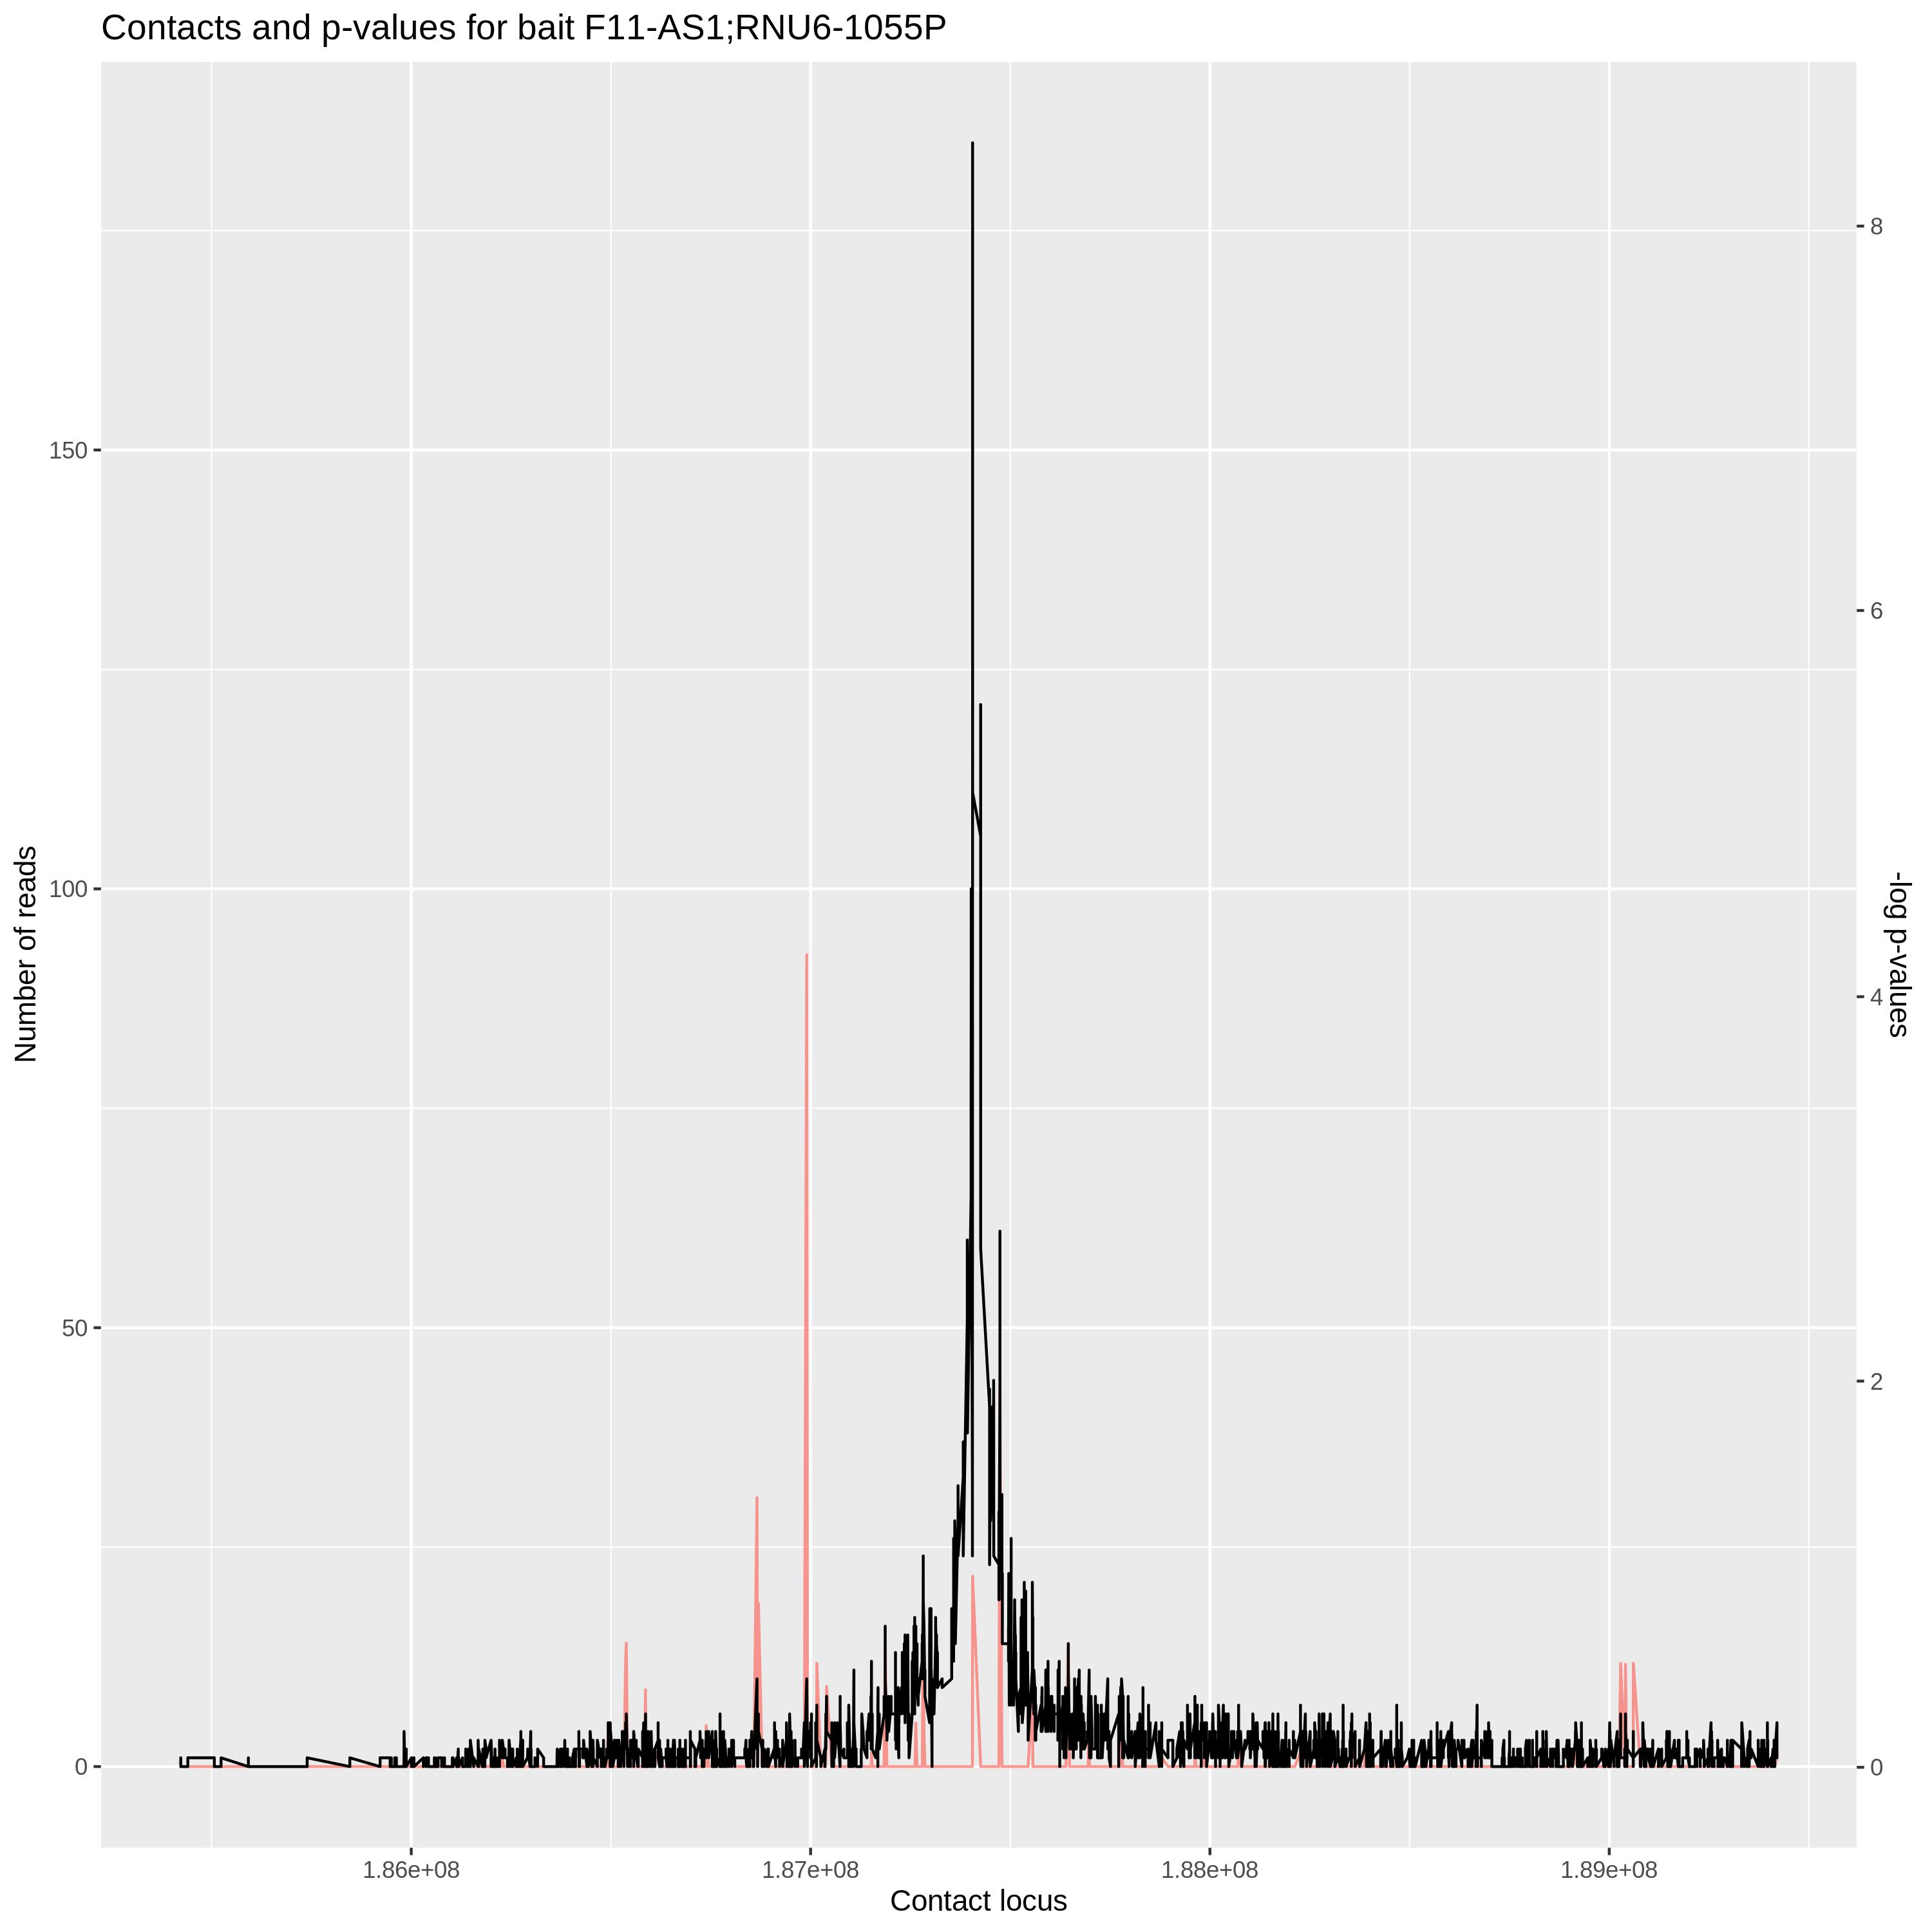 Contacts and p-values for bait F11-AS1;RNU6-1055P
150
100
50
0
Number of reads
8
6
4
2
0
-log p-values
1.86e+08
1.87e+08
1.88e+08
1.89e+08
Contact locus